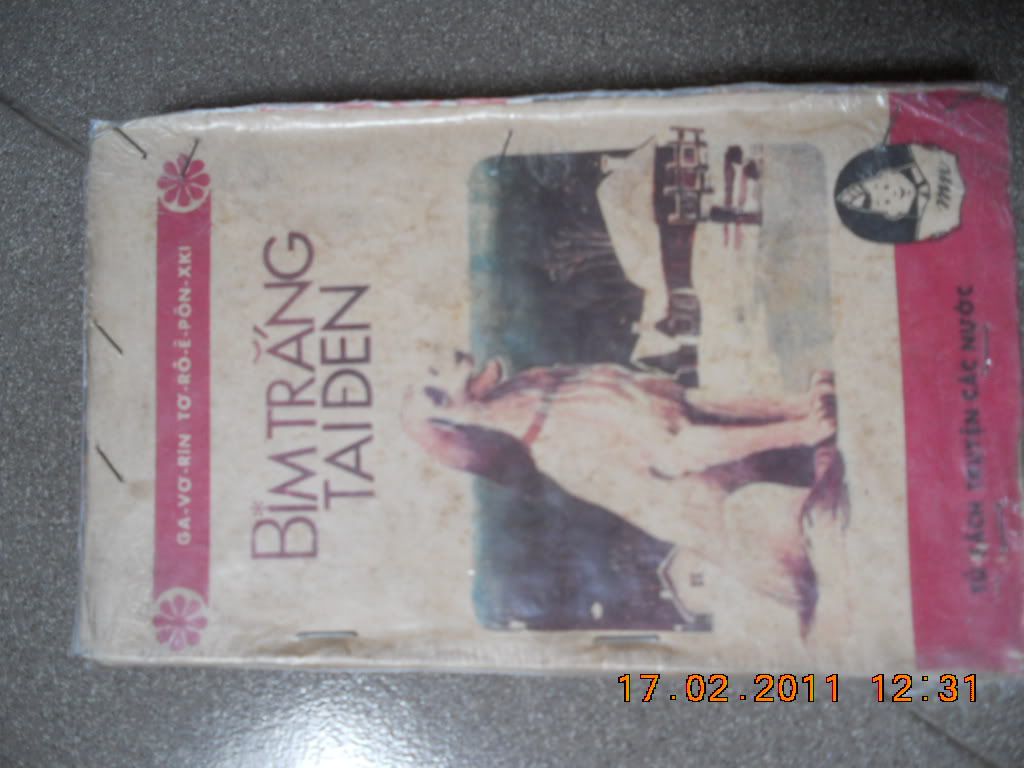 GA-VƠ-RIN TƠ-RÔ-Ê-PÔN-XKI
BIM TRẮNG
TAI ĐEN
TỦ SÁCH TRUYỆN CÁC NƯỚC
17.02.2011 12:31